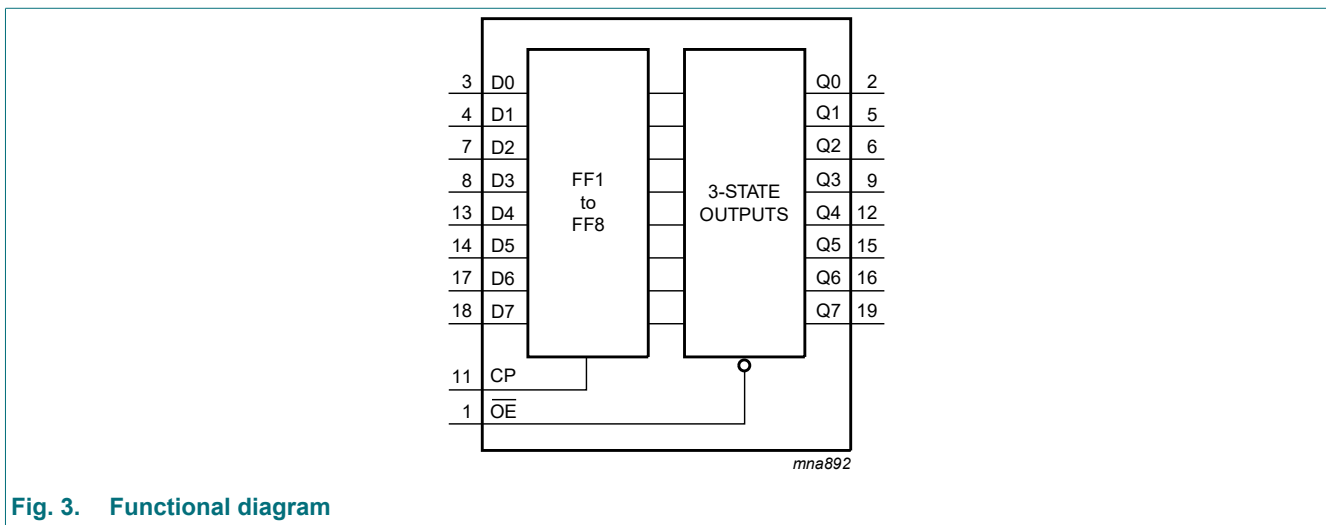 3 D0 Q0 2
4 D1 Q1 5
7 D2 Q2 6
8 D3 FF1 Q3 9
to 3-STATE
13 D4 FF8 OUTPUTS Q4 12
14 D5 Q5 15
17 D6 Q6 16
18 D7 Q7 19
11 CP
1 OE
mna892
Fig. 3. Functional diagram